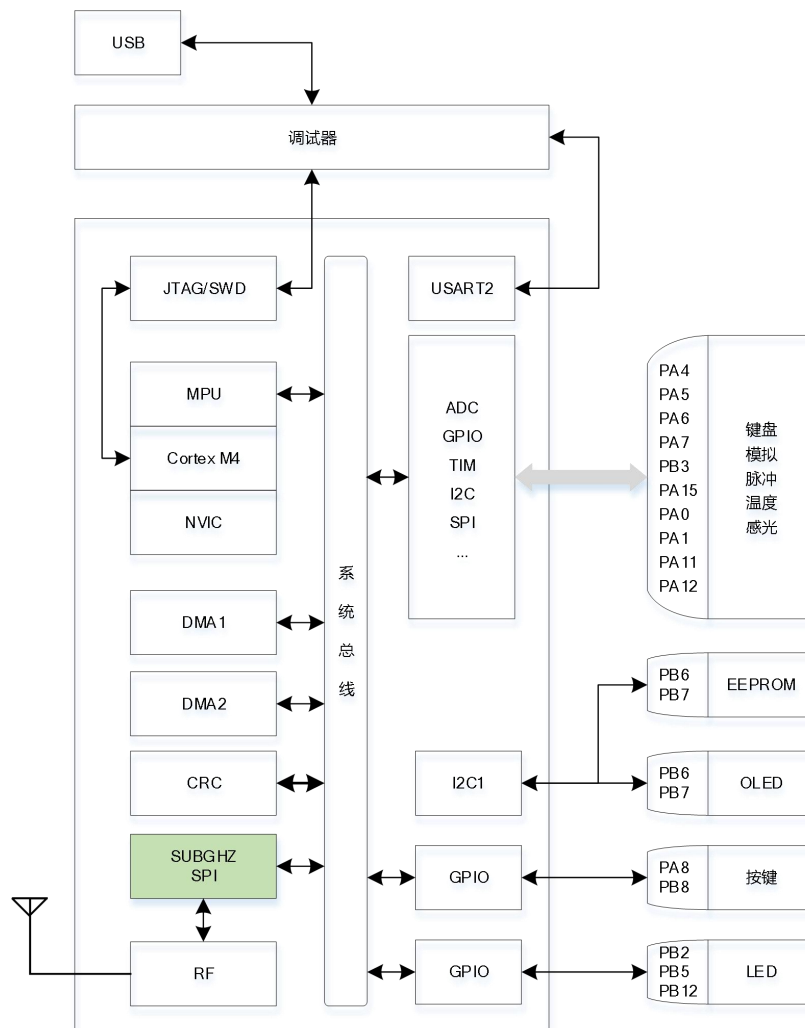 USB
调试器
JTAG/SWD
USART2
MPU
Cortex M4
NVIC
ADC
GPIO
TIM
I2C
SPI
...
PA4
PA5
PA6
PA7
PB3
PA15
PA0
PA1
PA11
PA12
键盘
模拟
脉冲
温度
感光
系
统
总
线
DMA1
DMA2
CRC
SUBGHZ
SPI
RF
PB6
PB7
EEPROM
I2C1
PB6
PB7
OLED
GPIO
PA8
PB8
按键
GPIO
PB2
PB5
PB12
LED